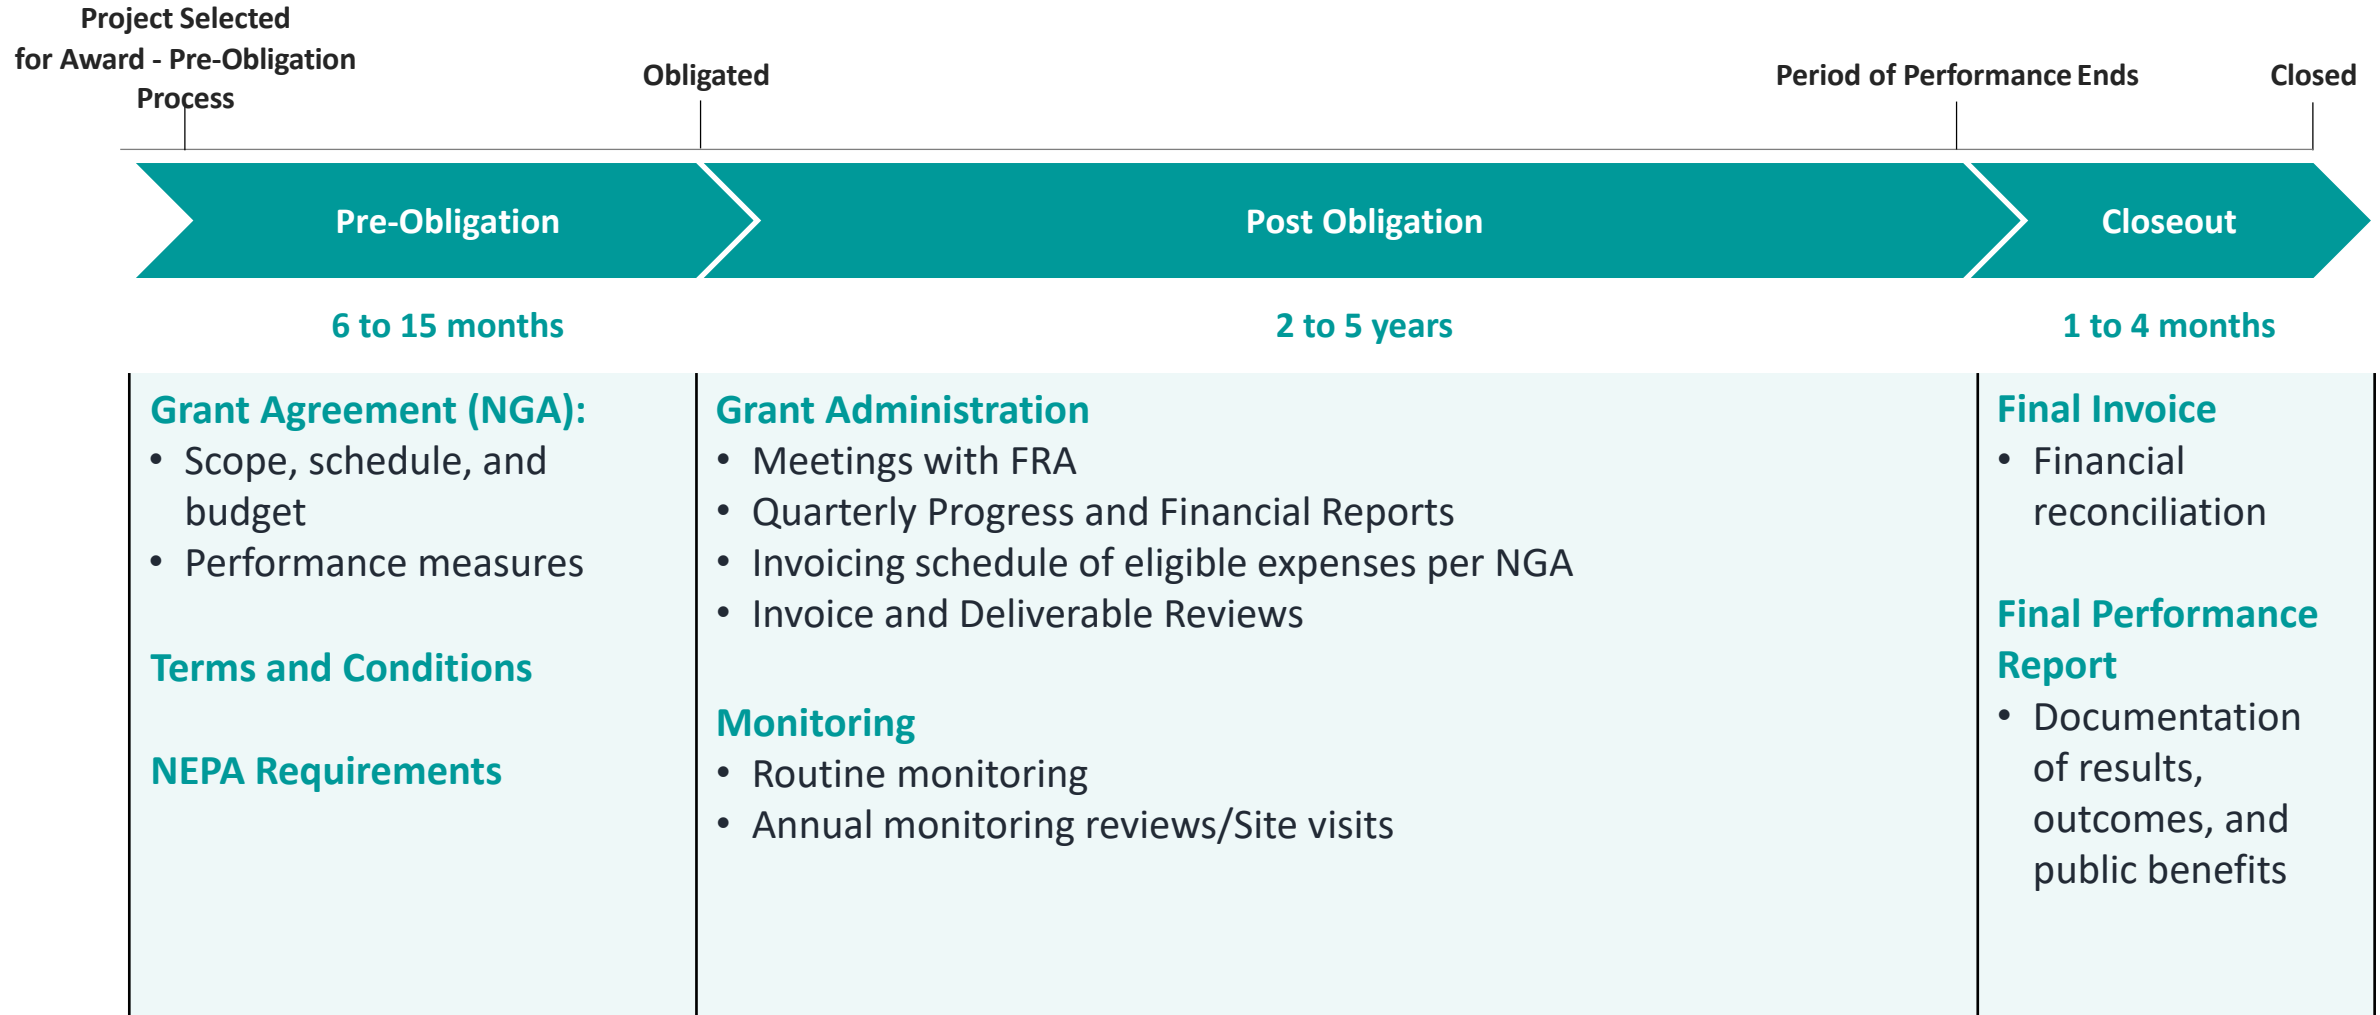 Project Selected
for Award - Pre-Obligation
Process
Obligated
Period of Performance Ends
Closed
Pre-Obligation
Post Obligation
Closeout
6 to 15 months
2 to 5 years
1 to 4 months
Grant Agreement (NGA):
• Scope, schedule, and
budget
• Performance measures
Terms and Conditions
NEPA Requirements
Grant Administration
• Meetings with FRA
• Quarterly Progress and Financial Reports
• Invoicing schedule of eligible expenses per NGA
• Invoice and Deliverable Reviews
Monitoring
• Routine monitoring
• Annual monitoring reviews/Site visits
Final Invoice
• Financial
reconciliation
Final Performance
Report
• Documentation
of results,
outcomes, and
public benefits